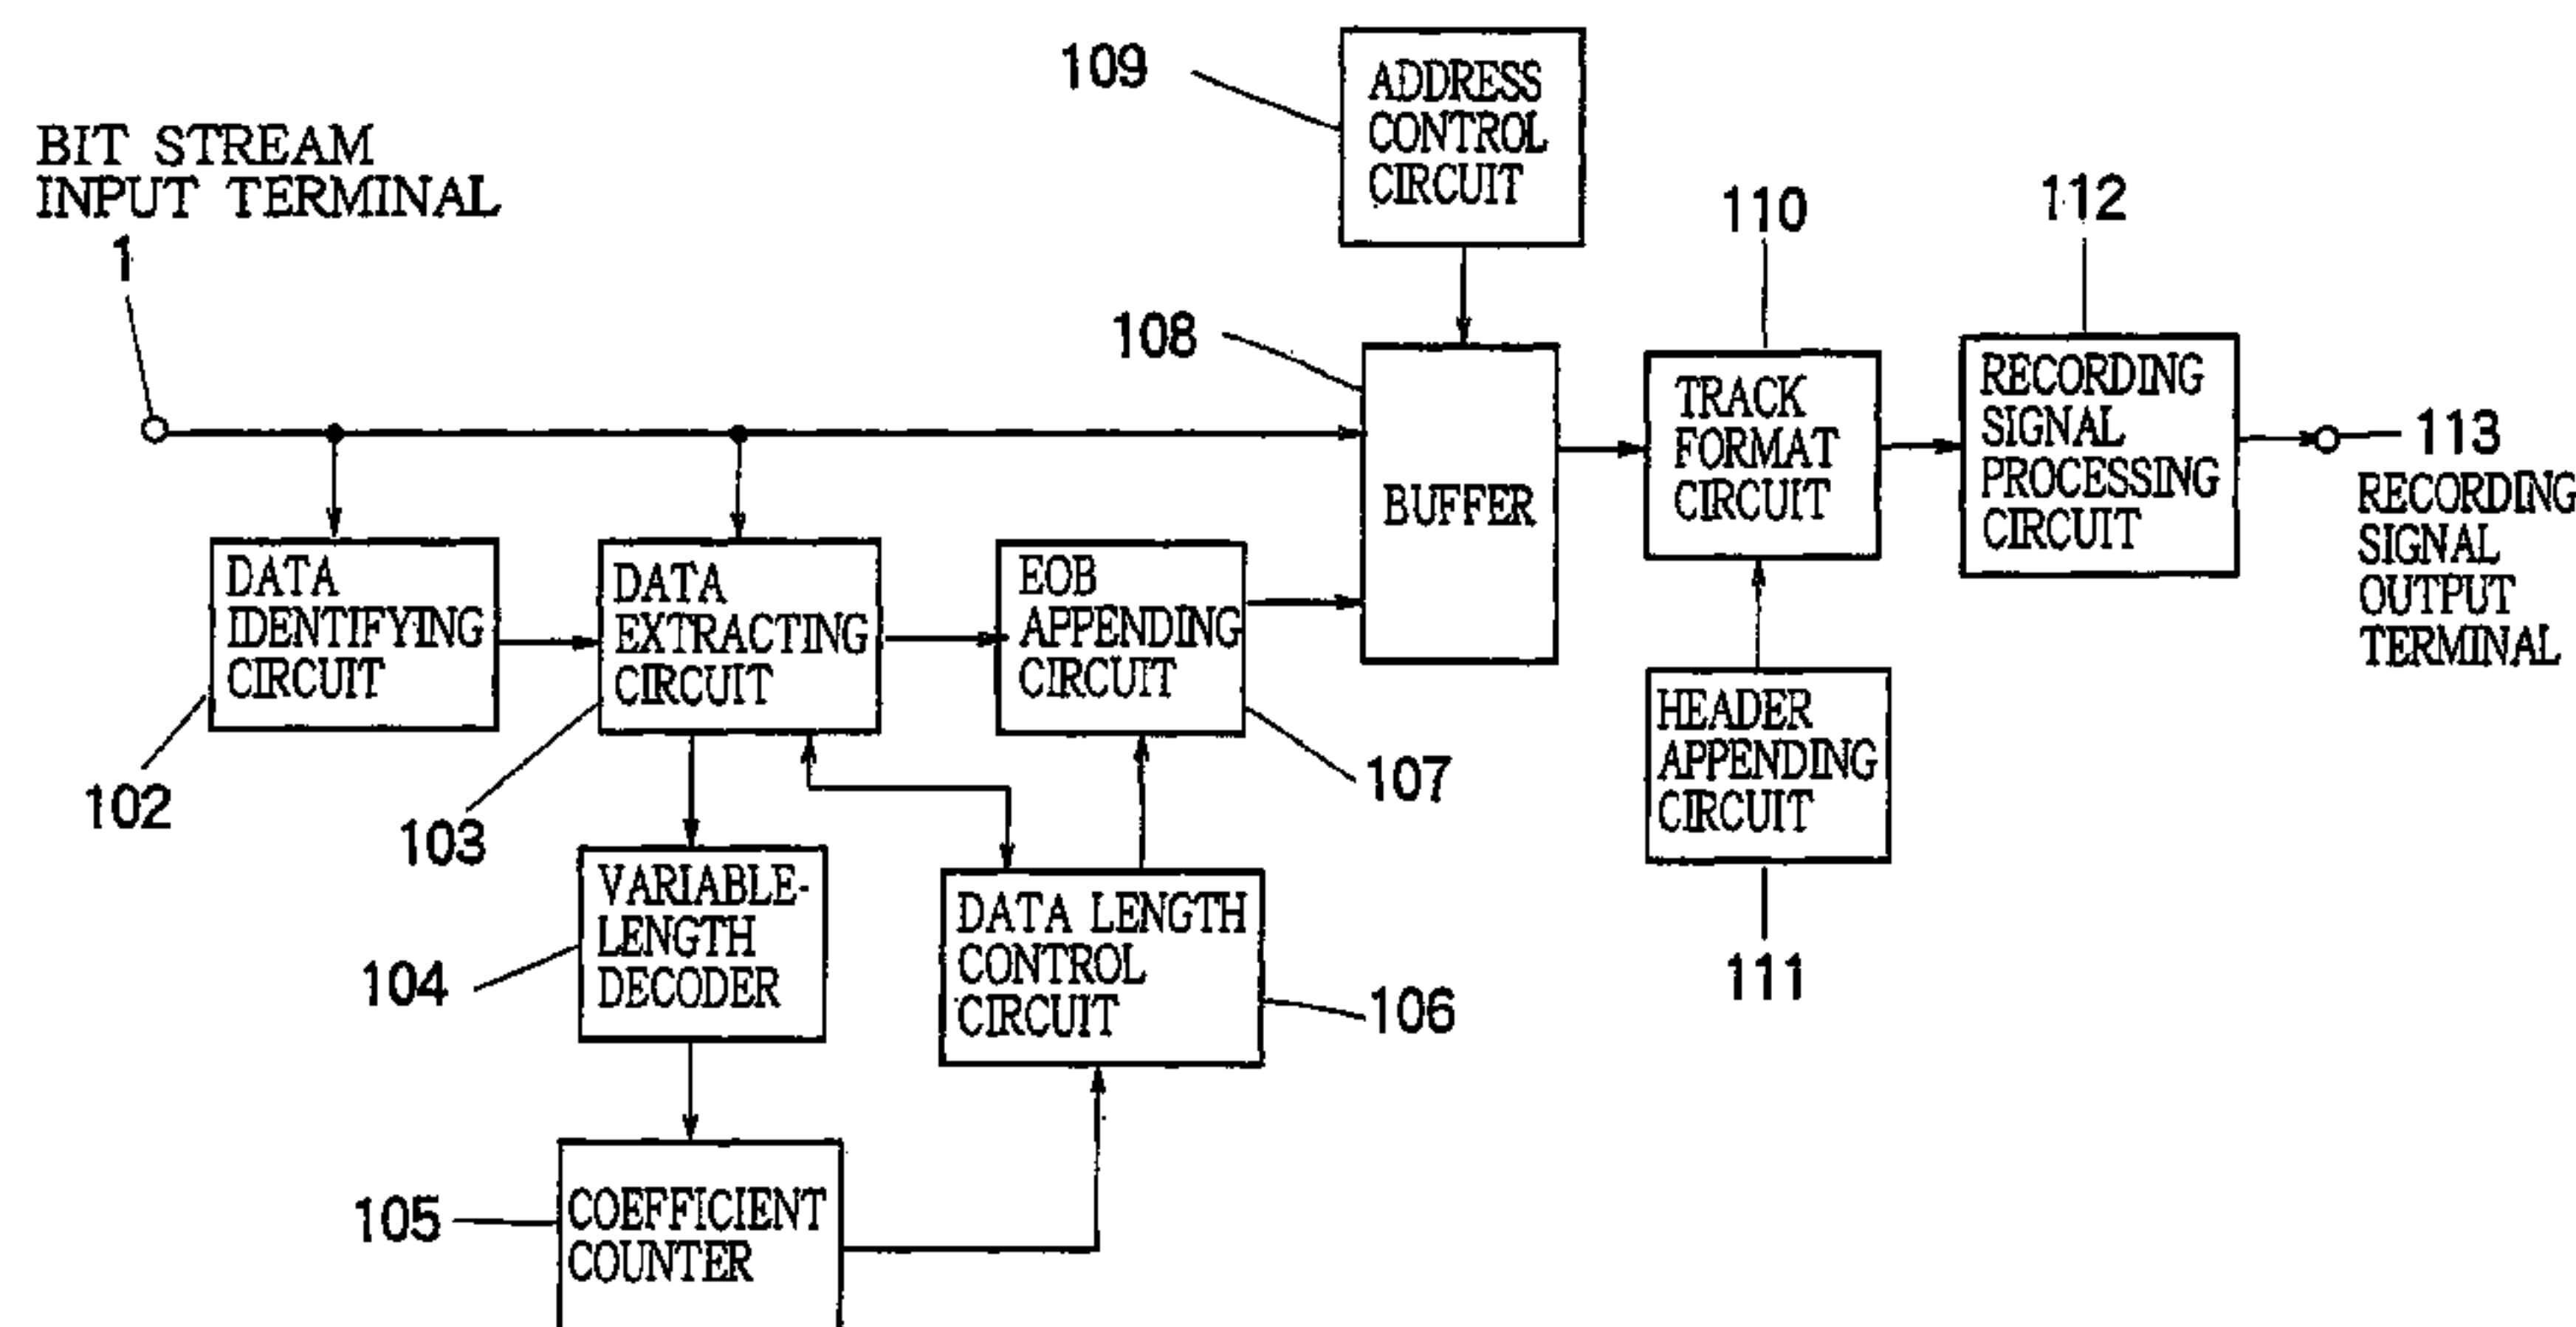 109
ADDRESS
CONTROL
CIRCUIT
BIT STREAM
INPUT TERMINAL
1
110
112
108
BUFFER
TRACK
FORMAT
CIRCUIT
RECORDING
SIGNAL
PROCESSING
CIRCUIT
113
RECORDING
SIGNAL
OUTPUT
TERMINAL
DATA
IDENTIFYING
CIRCUIT
DATA
EXTRACTING
CIRCUIT
EOB
APPENDING
CIRCUIT
HEADER
APPENDING
CIRCUIT
102
103
107
VARIABLE-
LENGTH
DECODER
DATA LENGTH
CONTROL
CIRCUIT
104
106
111
105
COEFFICIENT
COUNTER